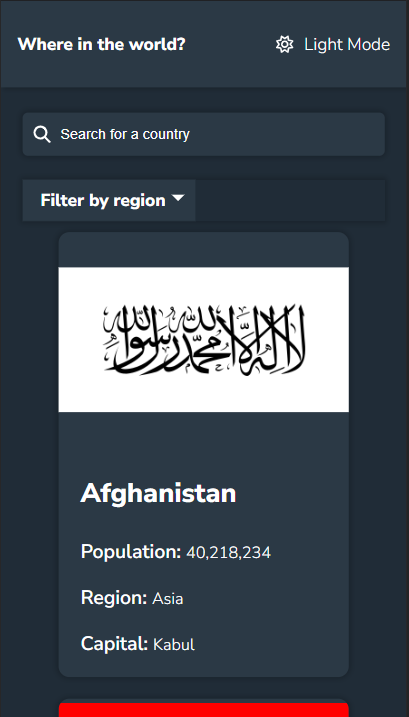 Where in the world?
Light Mode
Search for a country
Filter by region
لا إله إلا الله محمد رسول الله
Afghanistan
Population: 40,218,234
Region: Asia
Capital: Kabul